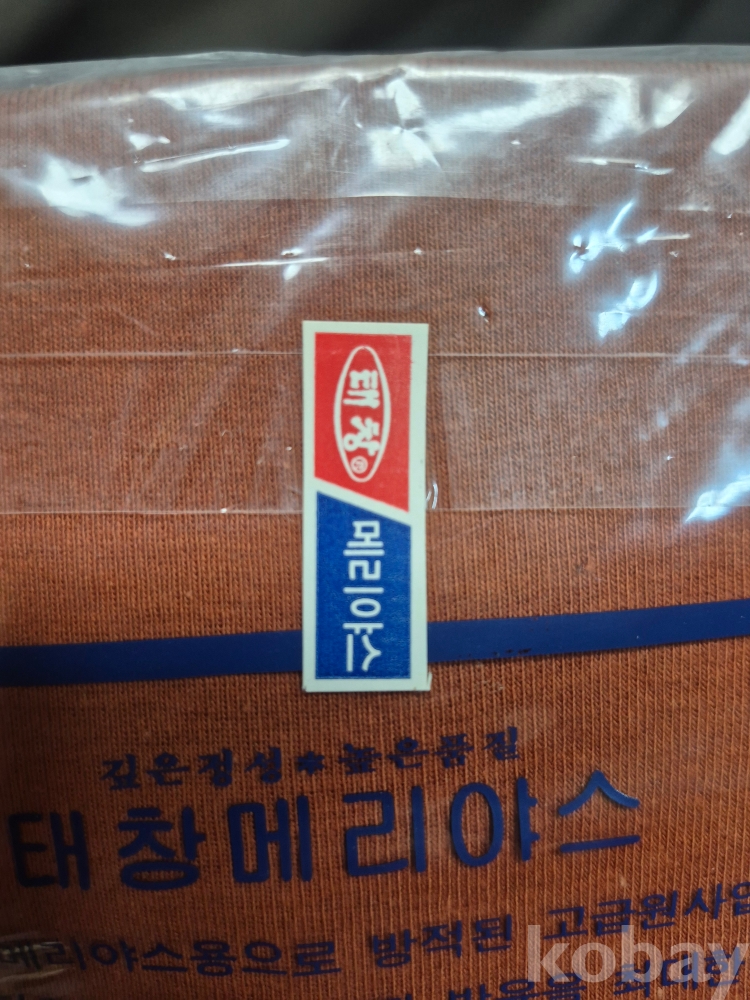 태창
메리야스
깊은정성*높은품질
태창메리야스
메리야스용으로 방적된 고급원사
kobay